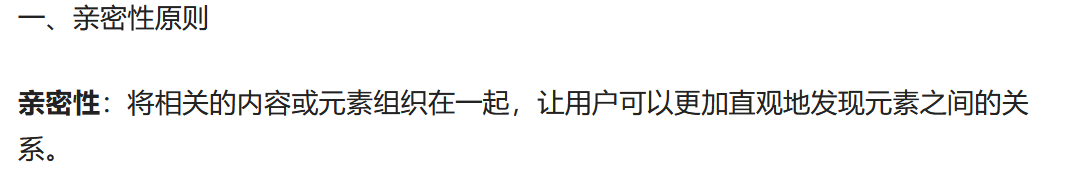 一、亲密性原则
亲密性：将相关的内容或元素组织在一起，让用户可以更加直观地发现元素之间的关
系。